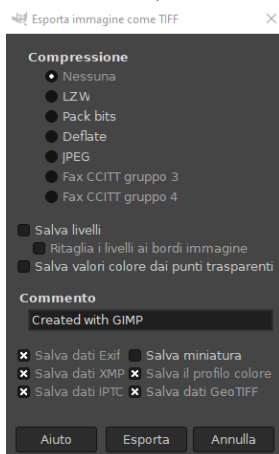 Esporta immagine come TIFF
Compressione
Nessuna
LZW
Pack bits
Deflate
JPEG
Fax CCITT gruppo 3
Fax CCITT gruppo 4
Salva livelli
Ritaglia i livelli ai bordi immagine
Salva valori colore dai punti trasparenti
Commento
Created with GIMP
Salva dati Exif Salva miniatura
Salva dati XMP Salva il profilo colore
Salva dati IPTC Salva dati GeoTIFF
Aiuto Esporta Annulla